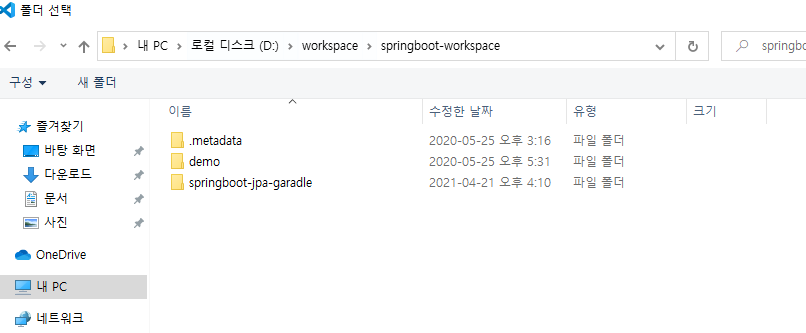 폴더 선택
내 PC > 로컬 디스크 (D:) > workspace > springboot-workspace
springbo
구성 새 폴더
이름 수정한 날짜 유형 크기
즐겨찾기
바탕 화면
다운로드
문서
사진
OneDrive
내 PC
네트워크
.metadata 2020-05-25 오후 3:16 파일 폴더
demo 2020-05-25 오후 5:31 파일 폴더
springboot-jpa-garadle 2021-04-21 오후 4:10 파일 폴더